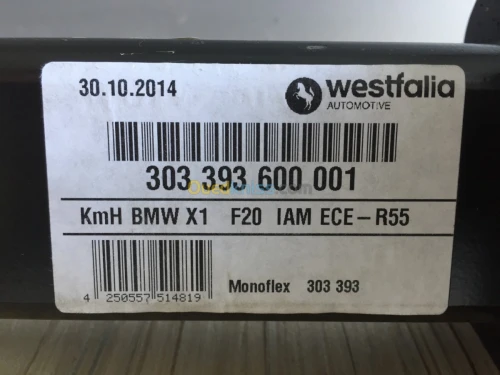 30.10.2014
westfalia
AUTOMOTIVE
303 393 600 001
KmH BMW X1 F20 IAM ECE-R55
4 250557 514819
Monoflex 303 393